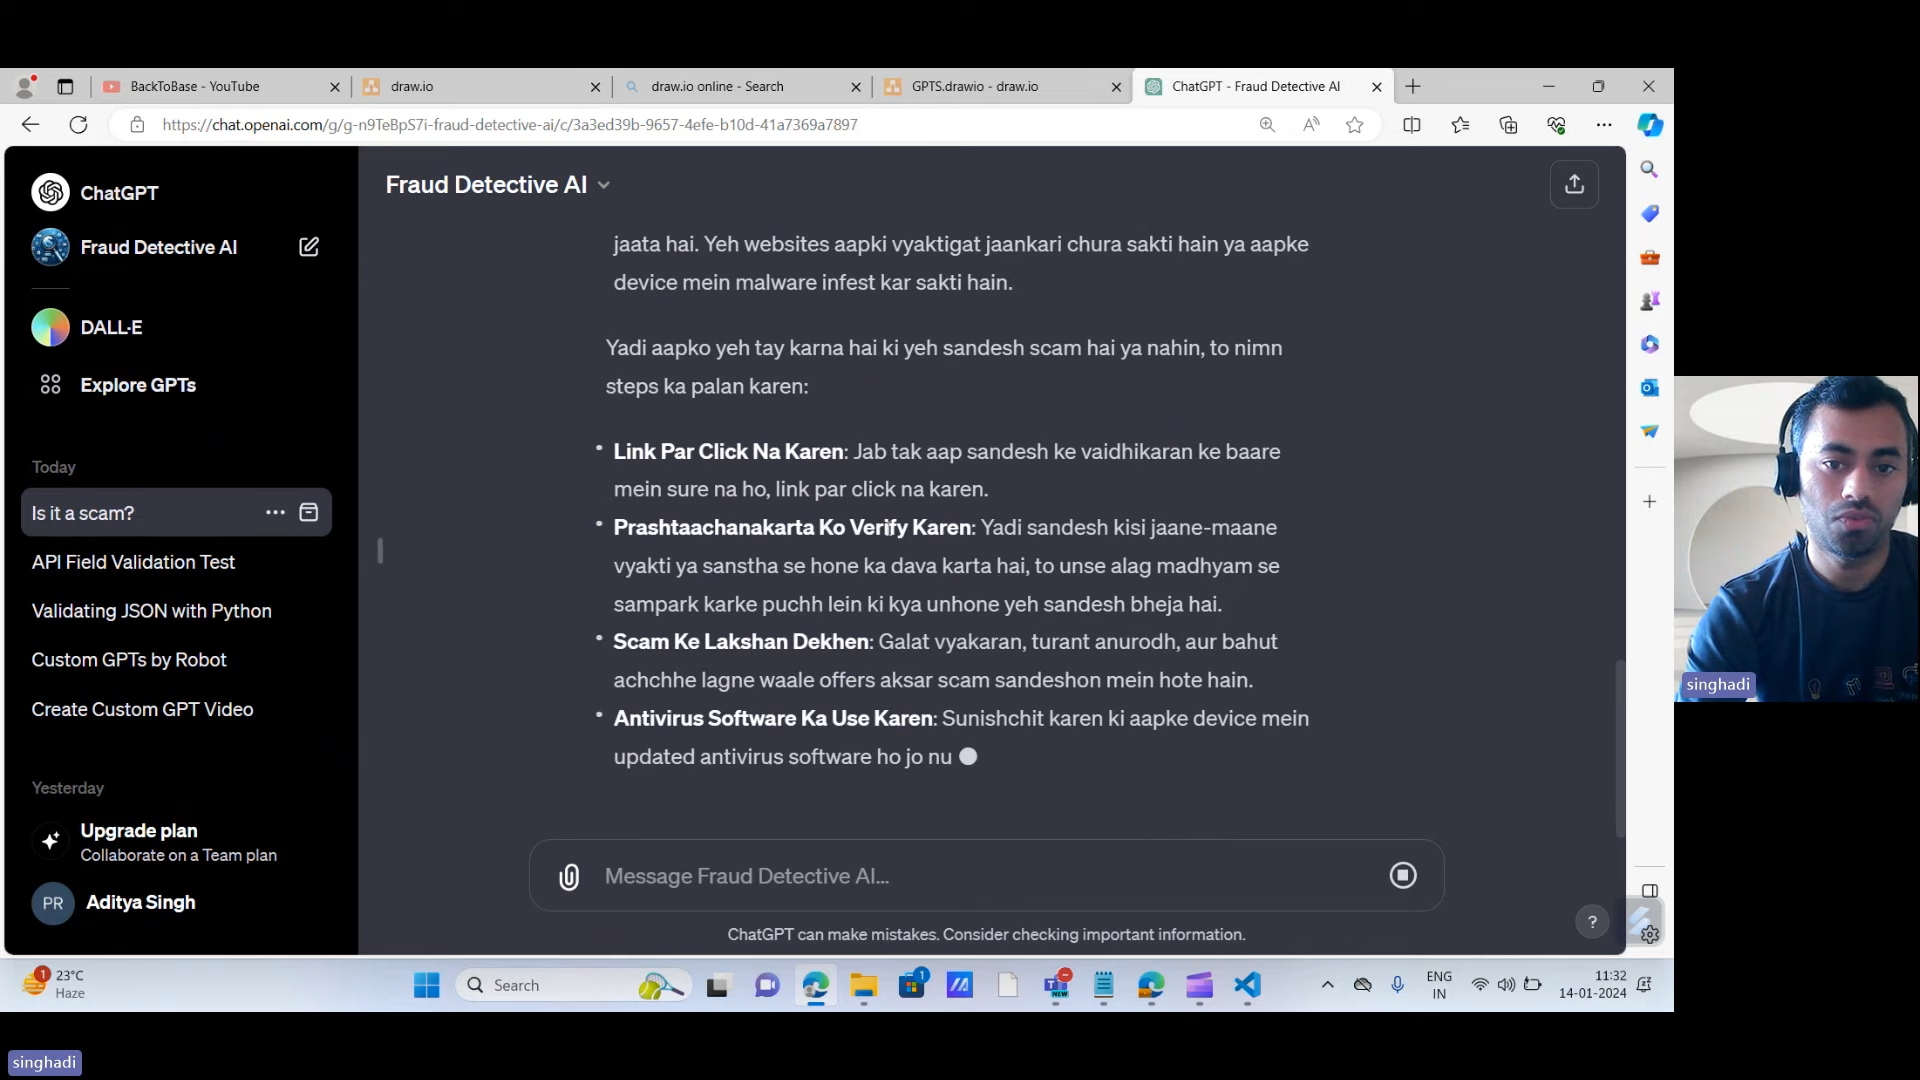 BackToBase - YouTube
draw.io
draw.io online - Search
GPTS.drawio - draw.io
ChatGPT - Fraud Detective AI
https://chat.openai.com/g/g-n9TeBpS7i-fraud-detective-ai/c/3a3ed39b-9657-4efe-b10d-41a7369a7897
ChatGPT
Fraud Detective AI
DALL·E
Explore GPTs
Today
Is it a scam?
API Field Validation Test
Validating JSON with Python
Custom GPTs by Robot
Create Custom GPT Video
Yesterday
Upgrade plan
Collaborate on a Team plan
PR
Aditya Singh
Fraud Detective AI
jaata hai. Yeh websites aapki vyaktigat jaankari chura sakti hain ya aapke
device mein malware infest kar sakti hain.
Yadi aapko yeh tay karna hai ki yeh sandesh scam hai ya nahin, to nimn
steps ka palan karen:
• Link Par Click Na Karen: Jab tak aap sandesh ke vaidhikaran ke baare
mein sure na ho, link par click na karen.
• Prashtaachanakarta Ko Verify Karen: Yadi sandesh kisi jaane-maane
vyakti ya sanstha se hone ka dava karta hai, to unse alag madhyam se
sampark karke puchh lein ki kya unhone yeh sandesh bheja hai.
• Scam Ke Lakshan Dekhen: Galat vyakaran, turant anurodh, aur bahut
achchhe lagne waale offers aksar scam sandeshon mein hote hain.
• Antivirus Software Ka Use Karen: Sunishchit karen ki aapke device mein
updated antivirus software ho jo nu
Message Fraud Detective AI...
ChatGPT can make mistakes. Consider checking important information.
?
singhadi
1
23°C
Haze
Search
1
NEW
ENG
IN
11:32
14-01-2024
singhadi